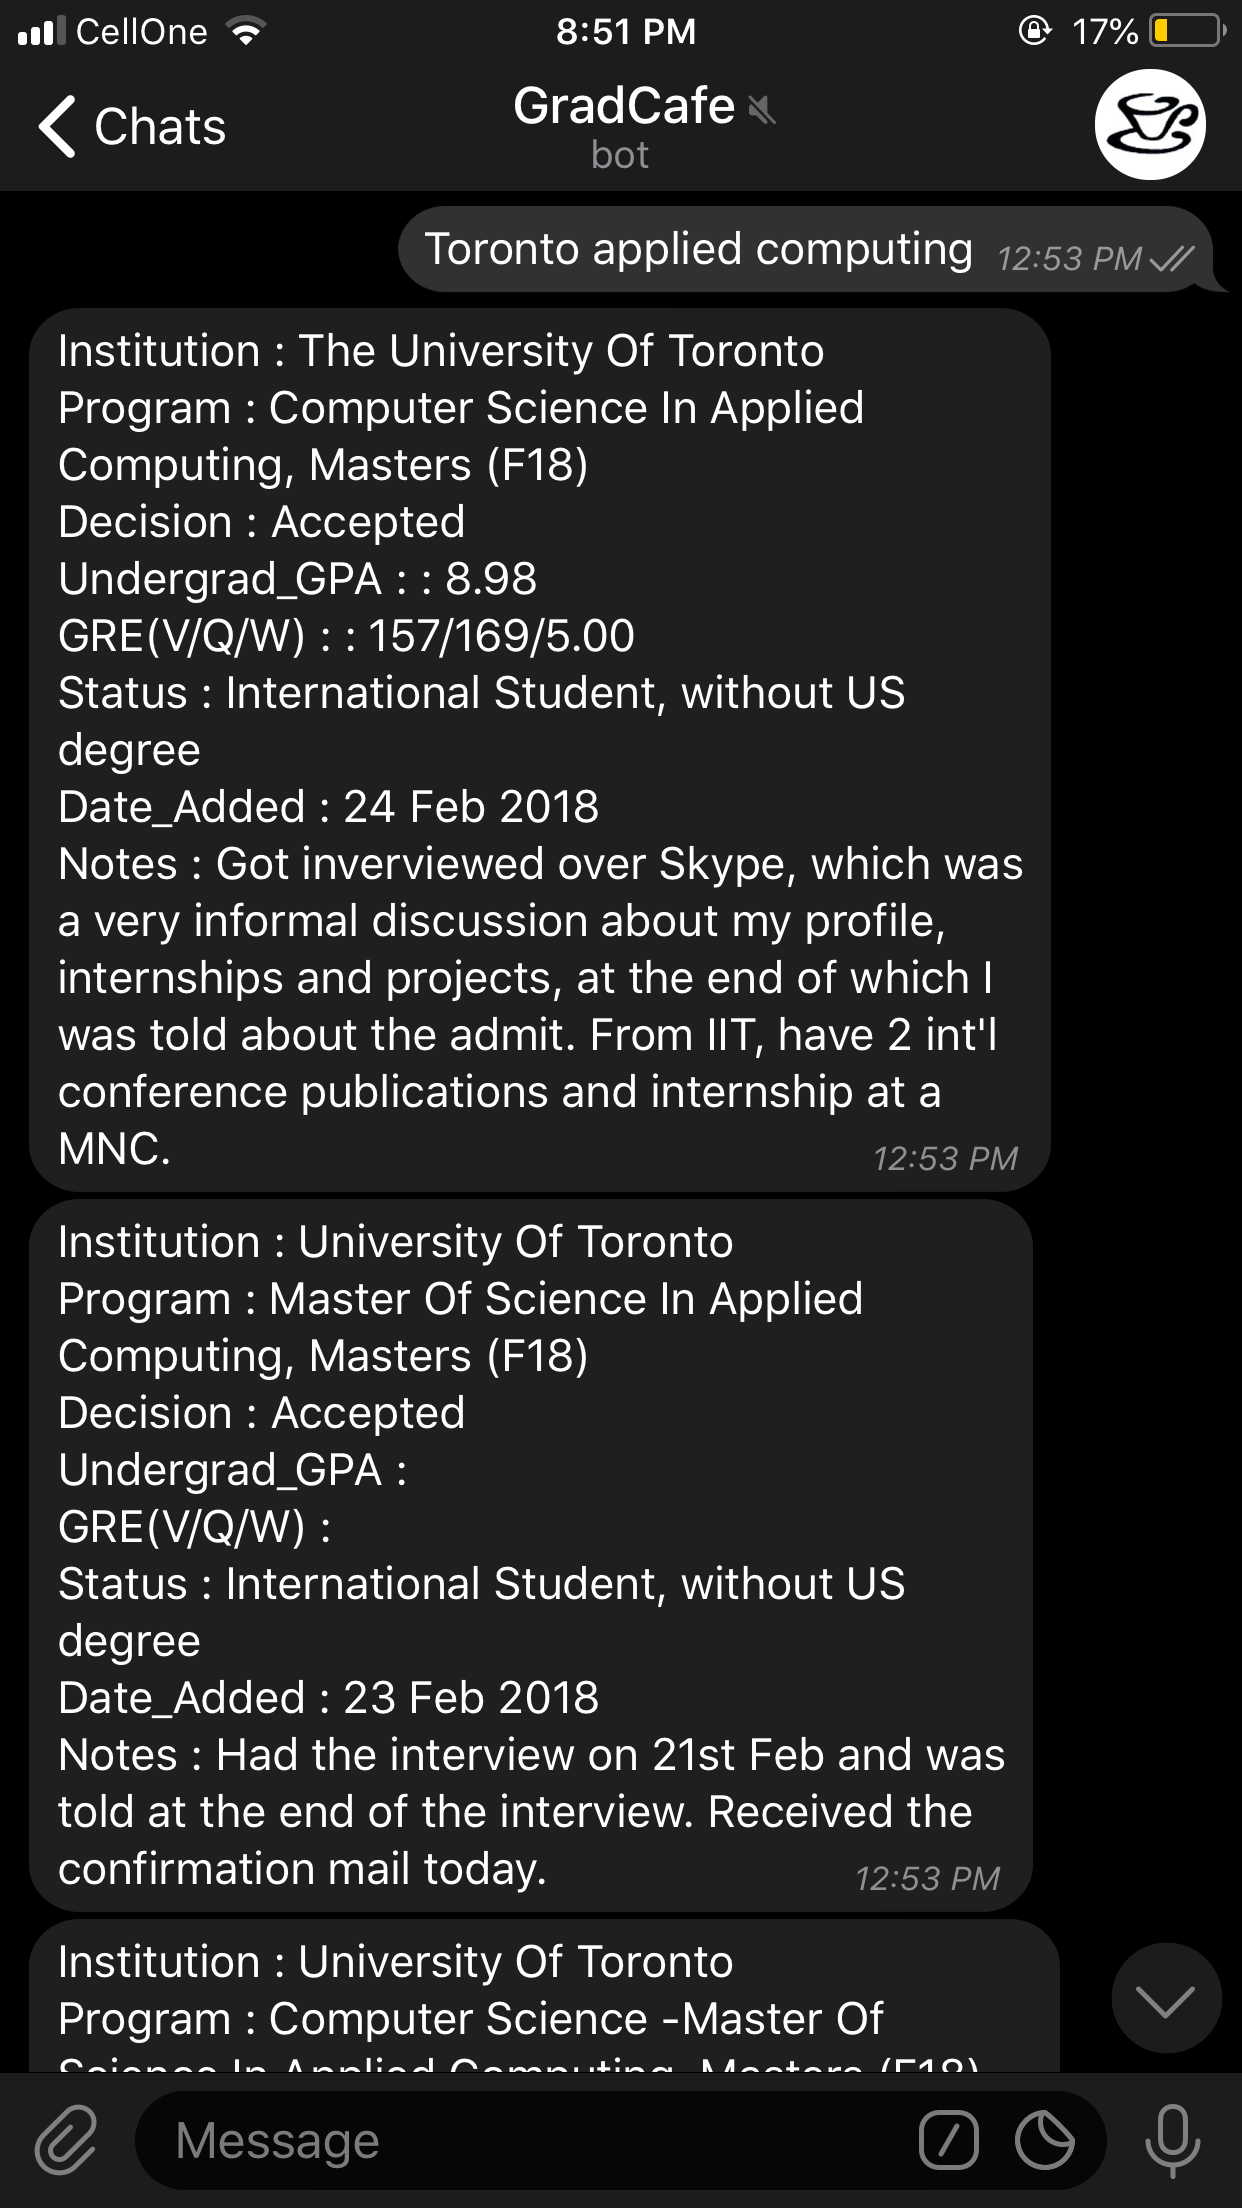 CellOne 8:51 PM 17%
Chats GradCafe
bot
Toronto applied computing 12:53 PM
Institution : The University Of Toronto
Program : Computer Science In Applied
Computing, Masters (F18)
Decision : Accepted
Undergrad_GPA : : 8.98
GRE(V/Q/W) : : 157/169/5.00
Status : International Student, without US
degree
Date_Added : 24 Feb 2018
Notes : Got inverviewed over Skype, which was
a very informal discussion about my profile,
internships and projects, at the end of which I
was told about the admit. From IIT, have 2 int'l
conference publications and internship at a
MNC. 12:53 PM
Institution : University Of Toronto
Program : Master Of Science In Applied
Computing, Masters (F18)
Decision : Accepted
Undergrad_GPA :
GRE(V/Q/W) :
Status : International Student, without US
degree
Date_Added : 23 Feb 2018
Notes : Had the interview on 21st Feb and was
told at the end of the interview. Received the
confirmation mail today. 12:53 PM
Institution : University Of Toronto
Program : Computer Science -Master Of
Science In Applied Computing, Masters (F18)
Message